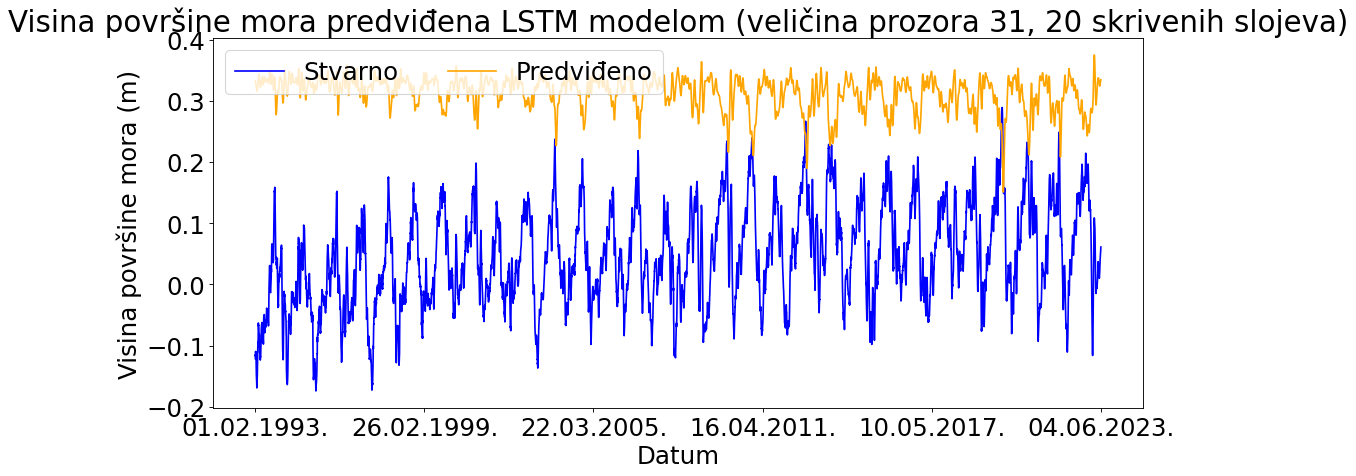 Visina površine mora predviđena LSTM modelom (veličina prozora 31, 20 skrivenih slojeva)
Stvarno Predviđeno
Visina površine mora (m)
0.4
0.3
0.2
0.1
0.0
−0.1
−0.2
01.02.1993. 26.02.1999. 22.03.2005. 16.04.2011. 10.05.2017. 04.06.2023.
Datum